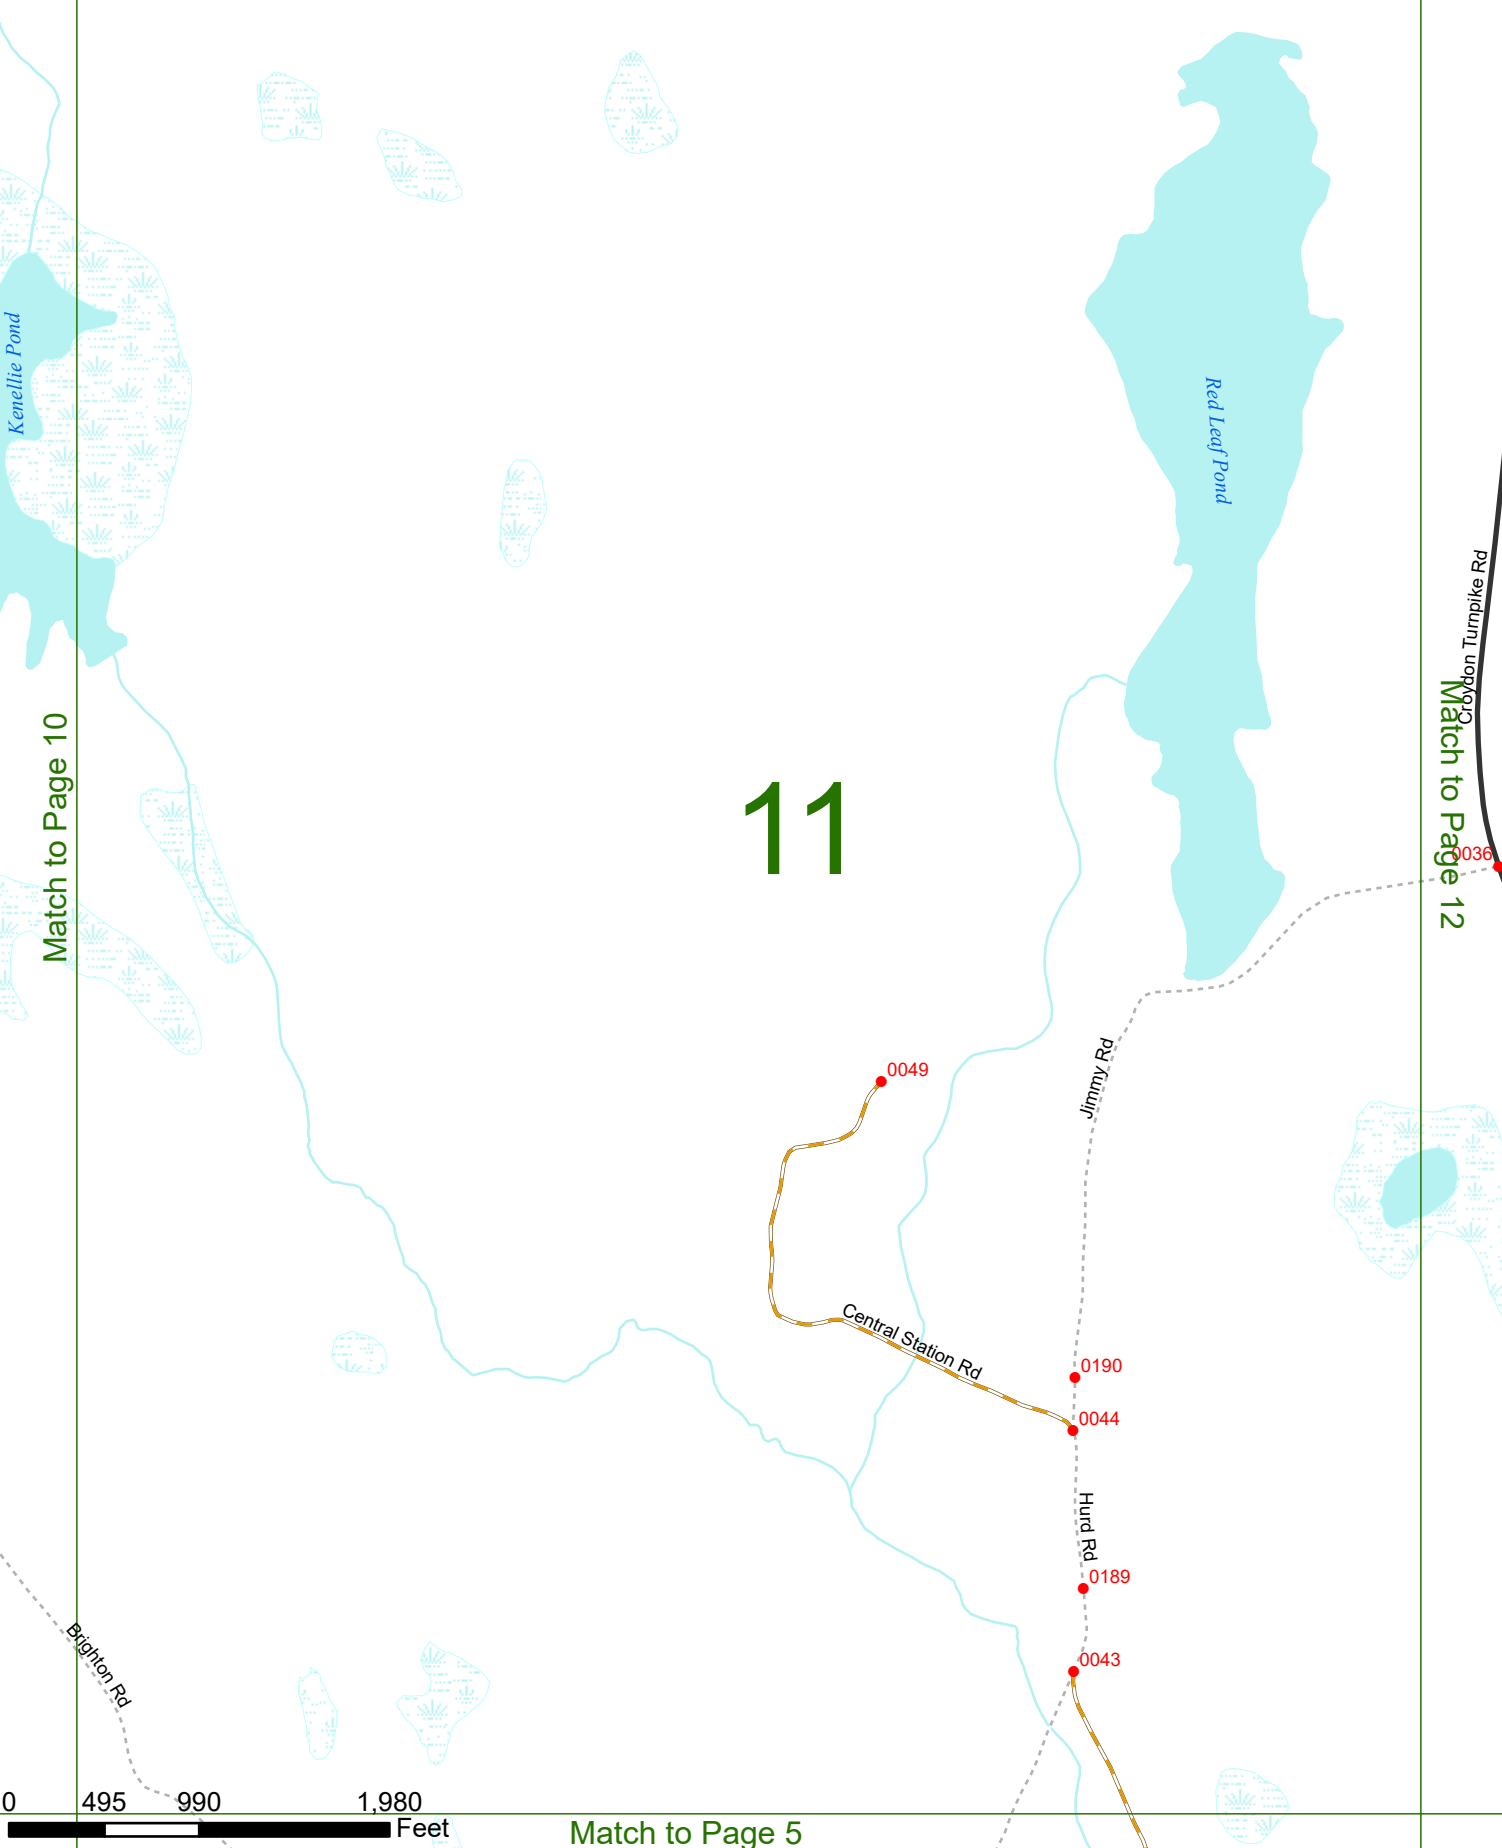 Kenellie Pond
Red Leaf Pond
Croydon Turnpike Rd
Match to Page 10
11
Match to Page 12
0036
Jimmy Rd
0049
Central Station Rd
0190
0044
Hurd Rd
0189
0043
Brighton Rd
0 495 990 1,980
Feet
Match to Page 5